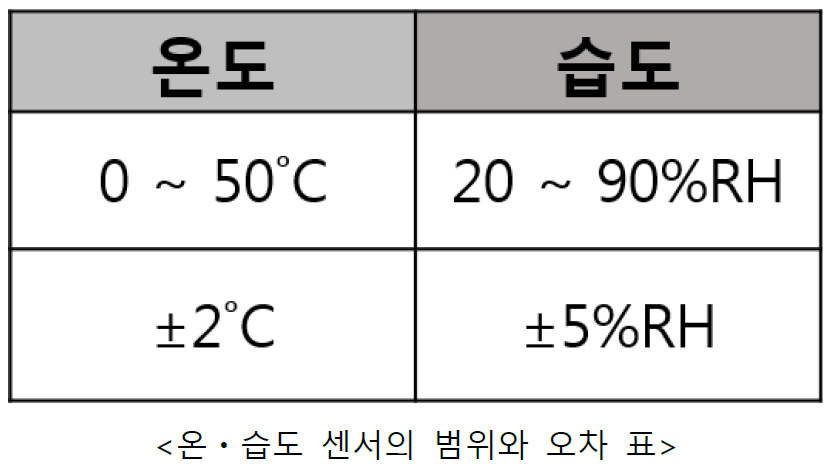 온도 습도
0 ~ 50°C 20 ~ 90%RH
±2°C ±5%RH
<온・습도 센서의 범위와 오차 표>